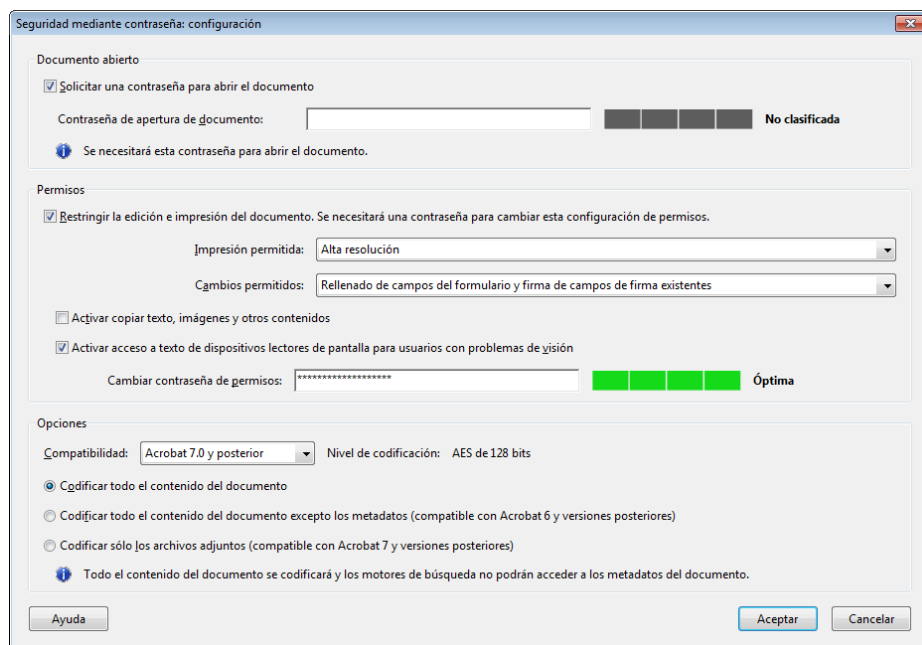 Seguridad mediante contraseña: configuración
Documento abierto
Solicitar una contraseña para abrir el documento
Contraseña de apertura de documento: No clasificada
Se necesitará esta contraseña para abrir el documento.
Permisos
Restringir la edición e impresión del documento. Se necesitará una contraseña para cambiar esta configuración de permisos.
Impresión permitida: Alta resolución
Cambios permitidos: Rellenado de campos del formulario y firma de campos de firma existentes
Activar copiar texto, imágenes y otros contenidos
Activar acceso a texto de dispositivos lectores de pantalla para usuarios con problemas de visión
Cambiar contraseña de permisos: ******************* Óptima
Opciones
Compatibilidad: Acrobat 7.0 y posterior Nivel de codificación: AES de 128 bits
Codificar todo el contenido del documento
Codificar todo el contenido del documento excepto los metadatos (compatible con Acrobat 6 y versiones posteriores)
Codificar sólo los archivos adjuntos (compatible con Acrobat 7 y versiones posteriores)
Todo el contenido del documento se codificará y los motores de búsqueda no podrán acceder a los metadatos del documento.
Ayuda Aceptar Cancelar